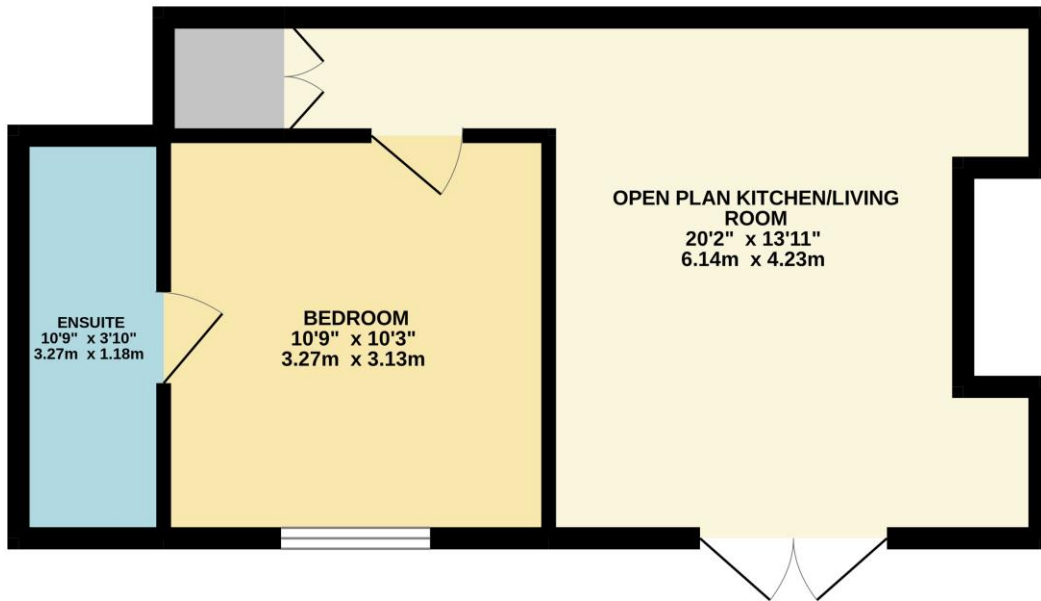 OPEN PLAN KITCHEN/LIVING
ROOM
20'2" x 13'11"
6.14m x 4.23m
ENSUITE
10'9" x 3'10"
3.27m x 1.18m
BEDROOM
10'9" x 10'3"
3.27m x 3.13m